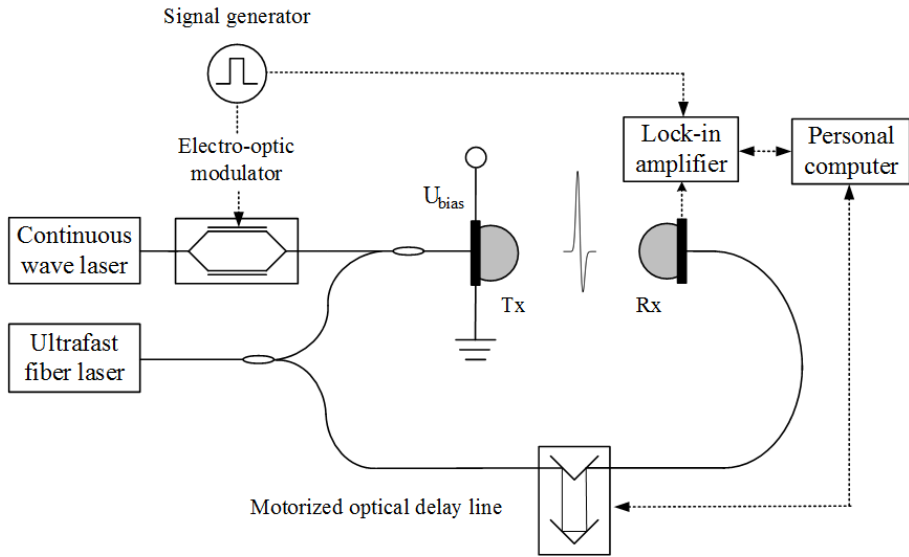 Signal generator
Electro-optic
modulator
Lock-in
amplifier
Personal
computer
U_bias
Continuous
wave laser
Tx
Rx
Ultrafast
fiber laser
Motorized optical delay line